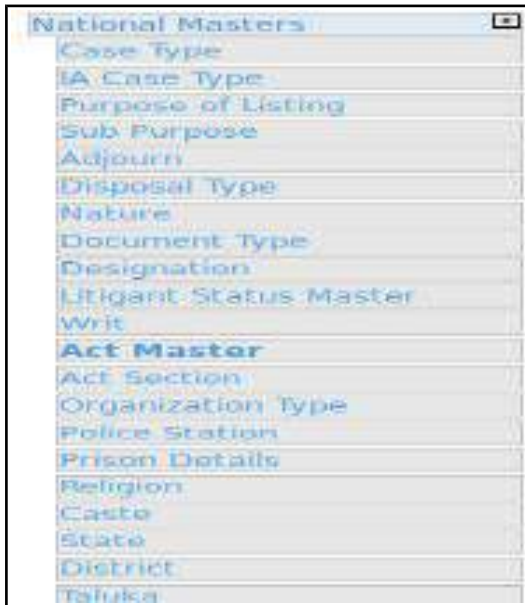 National Masters
Case Type
IA Case Type
Purpose of Listing
Sub Purpose
Adjourn
Disposal Type
Nature
Document Type
Designation
Litigant Status Master
Writ
Act Master
Act Section
Organization Type
Police Station
Prison Details
Religion
Caste
State
District
Taluka